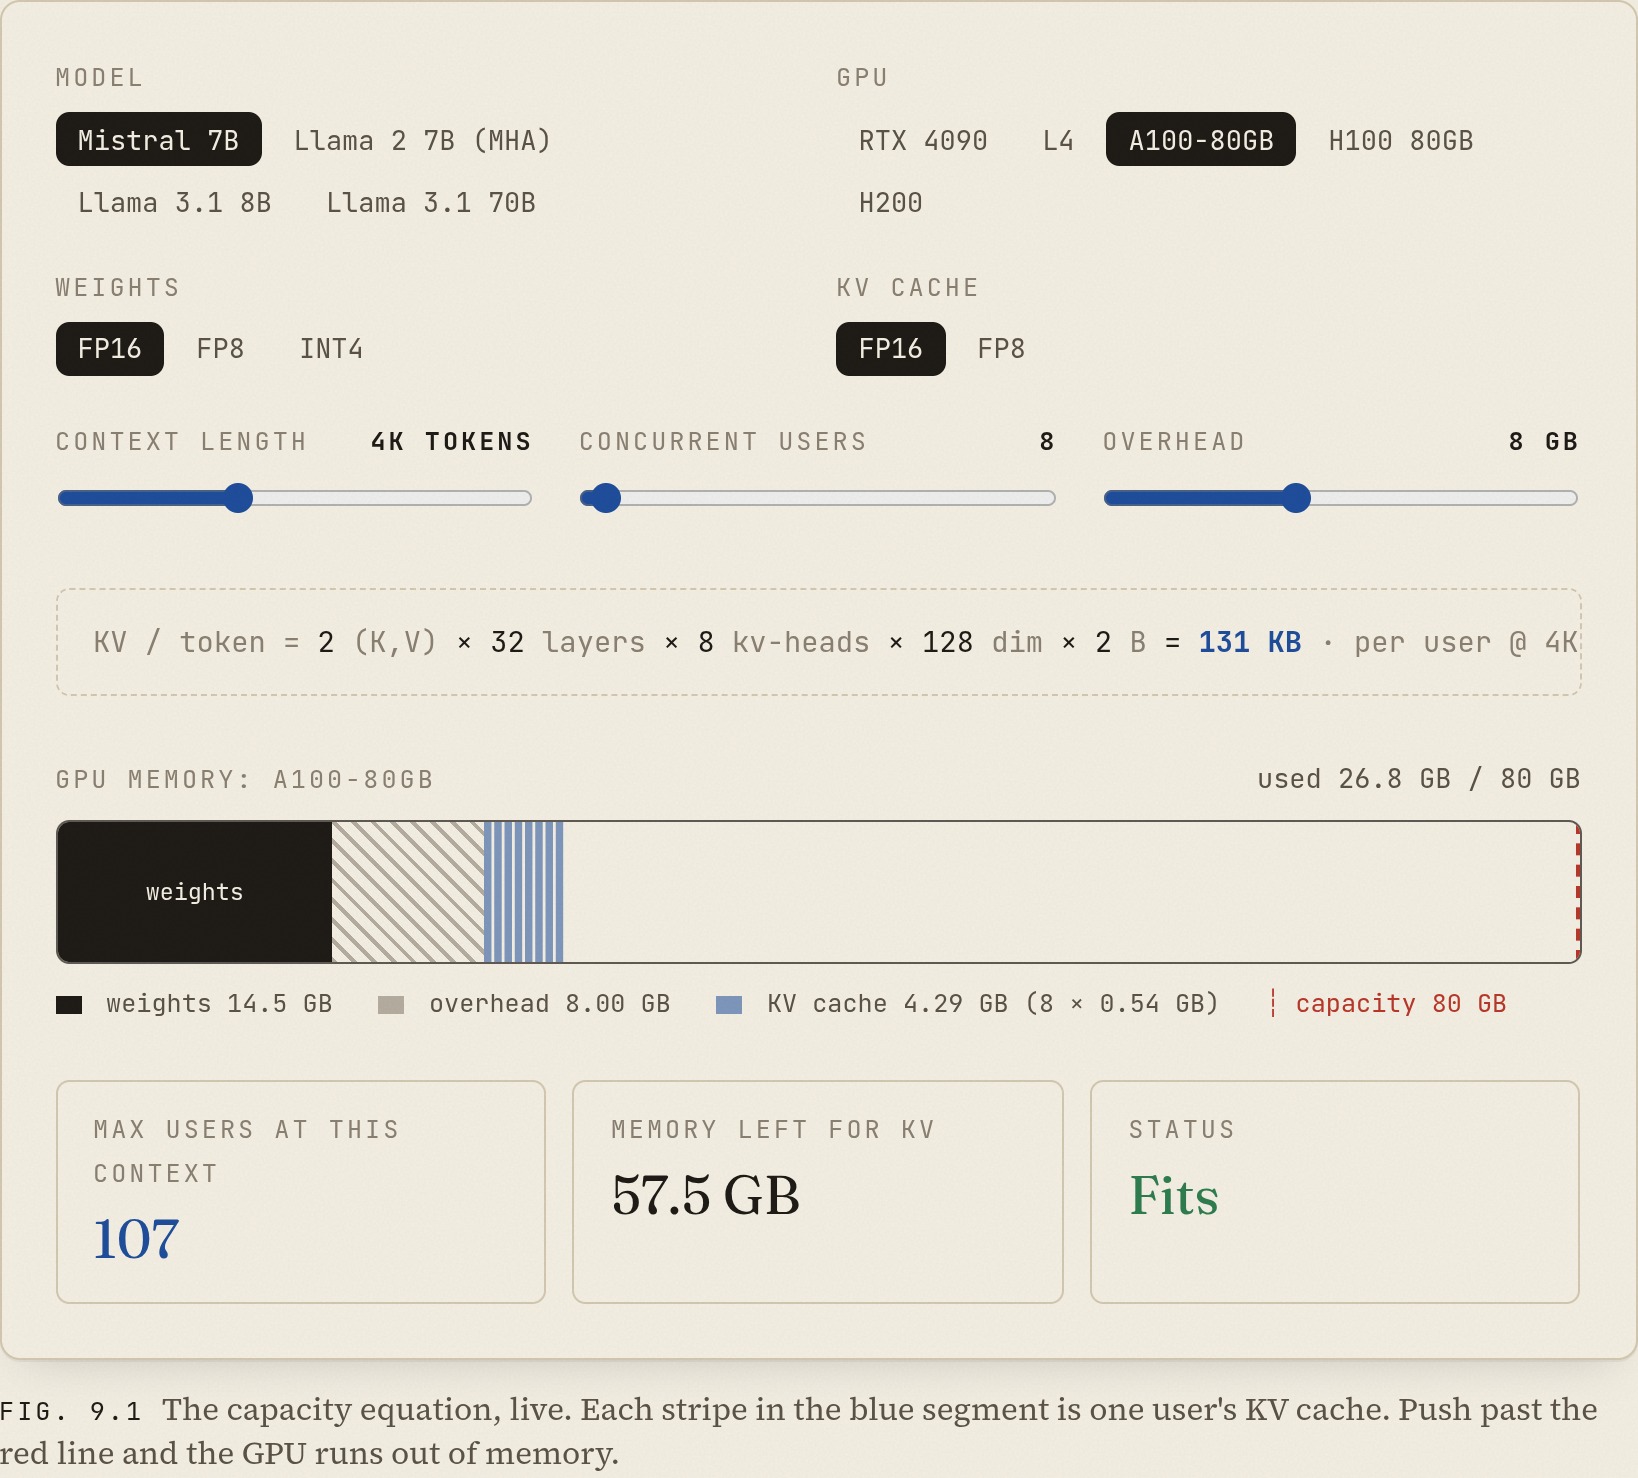 MODEL
Mistral 7B Llama 2 7B (MHA)
Llama 3.1 8B Llama 3.1 70B
GPU
RTX 4090 L4 A100-80GB H100 80GB
H200
WEIGHTS
FP16 FP8 INT4
KV CACHE
FP16 FP8
CONTEXT LENGTH 4K TOKENS
CONCURRENT USERS 8
OVERHEAD 8 GB
KV / token = 2 (K,V) × 32 layers × 8 kv-heads × 128 dim × 2 B = 131 KB · per user @ 4K
GPU MEMORY: A100-80GB used 26.8 GB / 80 GB
weights
weights 14.5 GB overhead 8.00 GB KV cache 4.29 GB (8 × 0.54 GB) capacity 80 GB
MAX USERS AT THIS
CONTEXT
107
MEMORY LEFT FOR KV
57.5 GB
STATUS
Fits
FIG. 9.1 The capacity equation, live. Each stripe in the blue segment is one user's KV cache. Push past the
red line and the GPU runs out of memory.